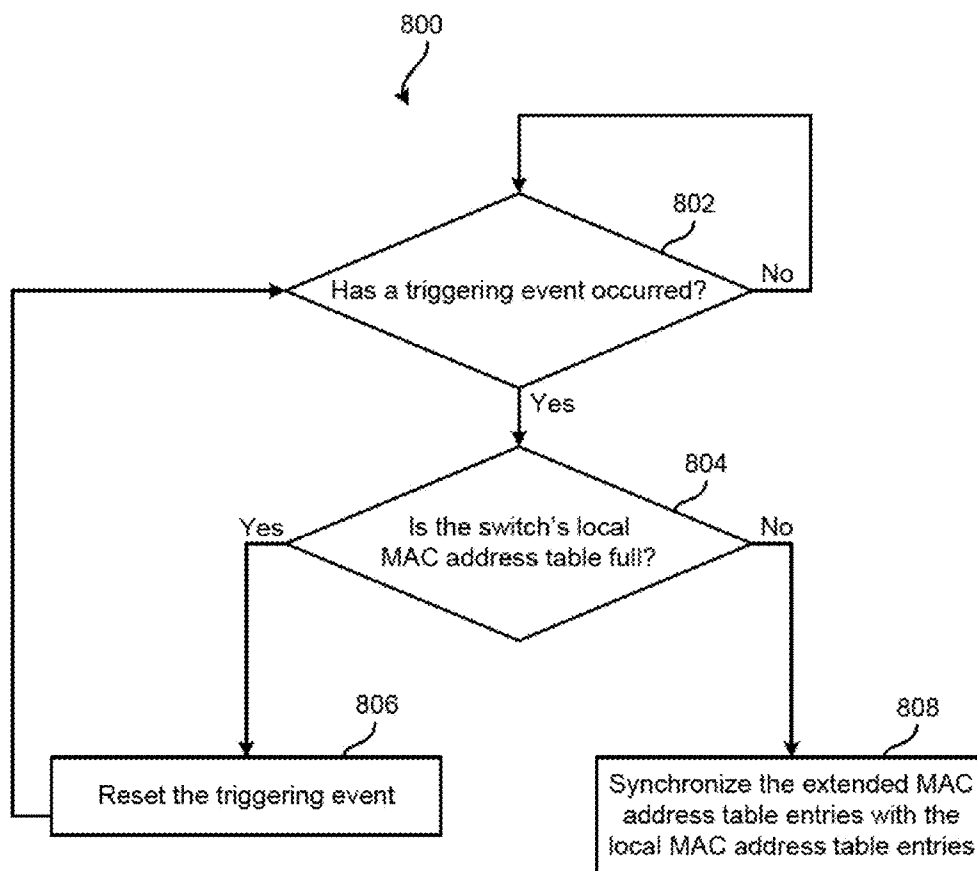 800
802
Has a triggering event occurred?
No
Yes
804
Yes
Is the switch's local
MAC address table full?
No
806
Reset the triggering event
808
Synchronize the extended MAC
address table entries with the
local MAC address table entries